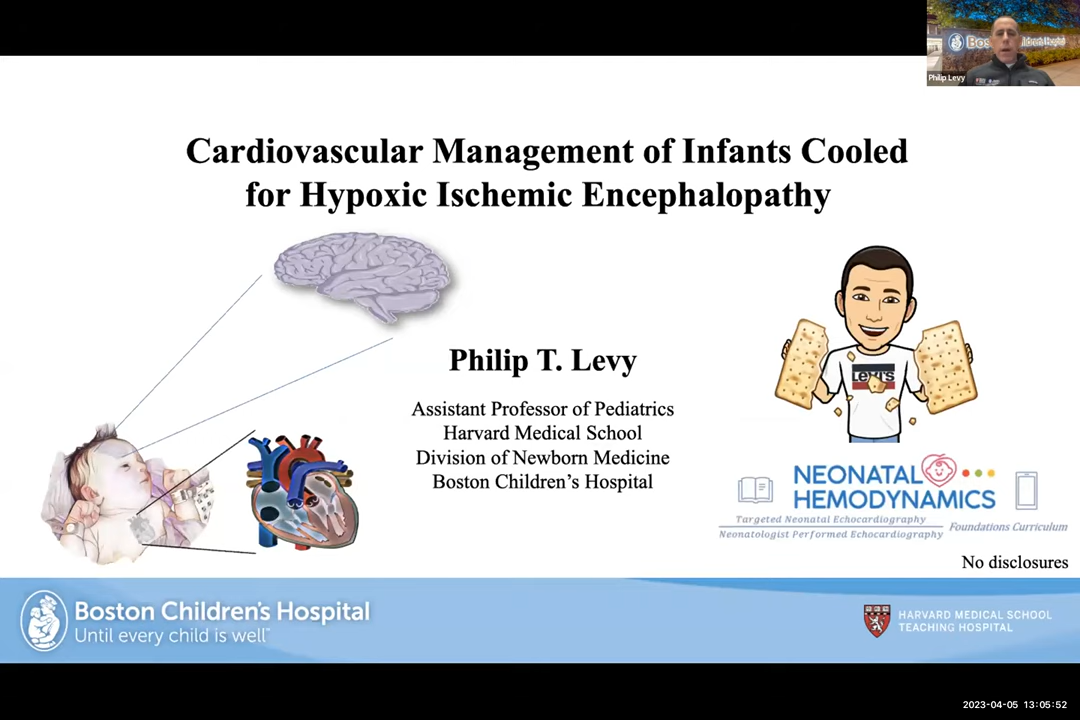 Philip Levy
Cardiovascular Management of Infants Cooled
for Hypoxic Ischemic Encephalopathy
Philip T. Levy
Assistant Professor of Pediatrics
Harvard Medical School
Division of Newborn Medicine
Boston Children's Hospital
LEVI'S
NEONATAL
HEMODYNAMICS
Targeted Neonatal Echocardiography
Neonatologist Performed Echocardiography
Foundations Curriculum
No disclosures
Boston Children's Hospital
Until every child is well™
HARVARD MEDICAL SCHOOL
TEACHING HOSPITAL
2023-04-05 13:05:52